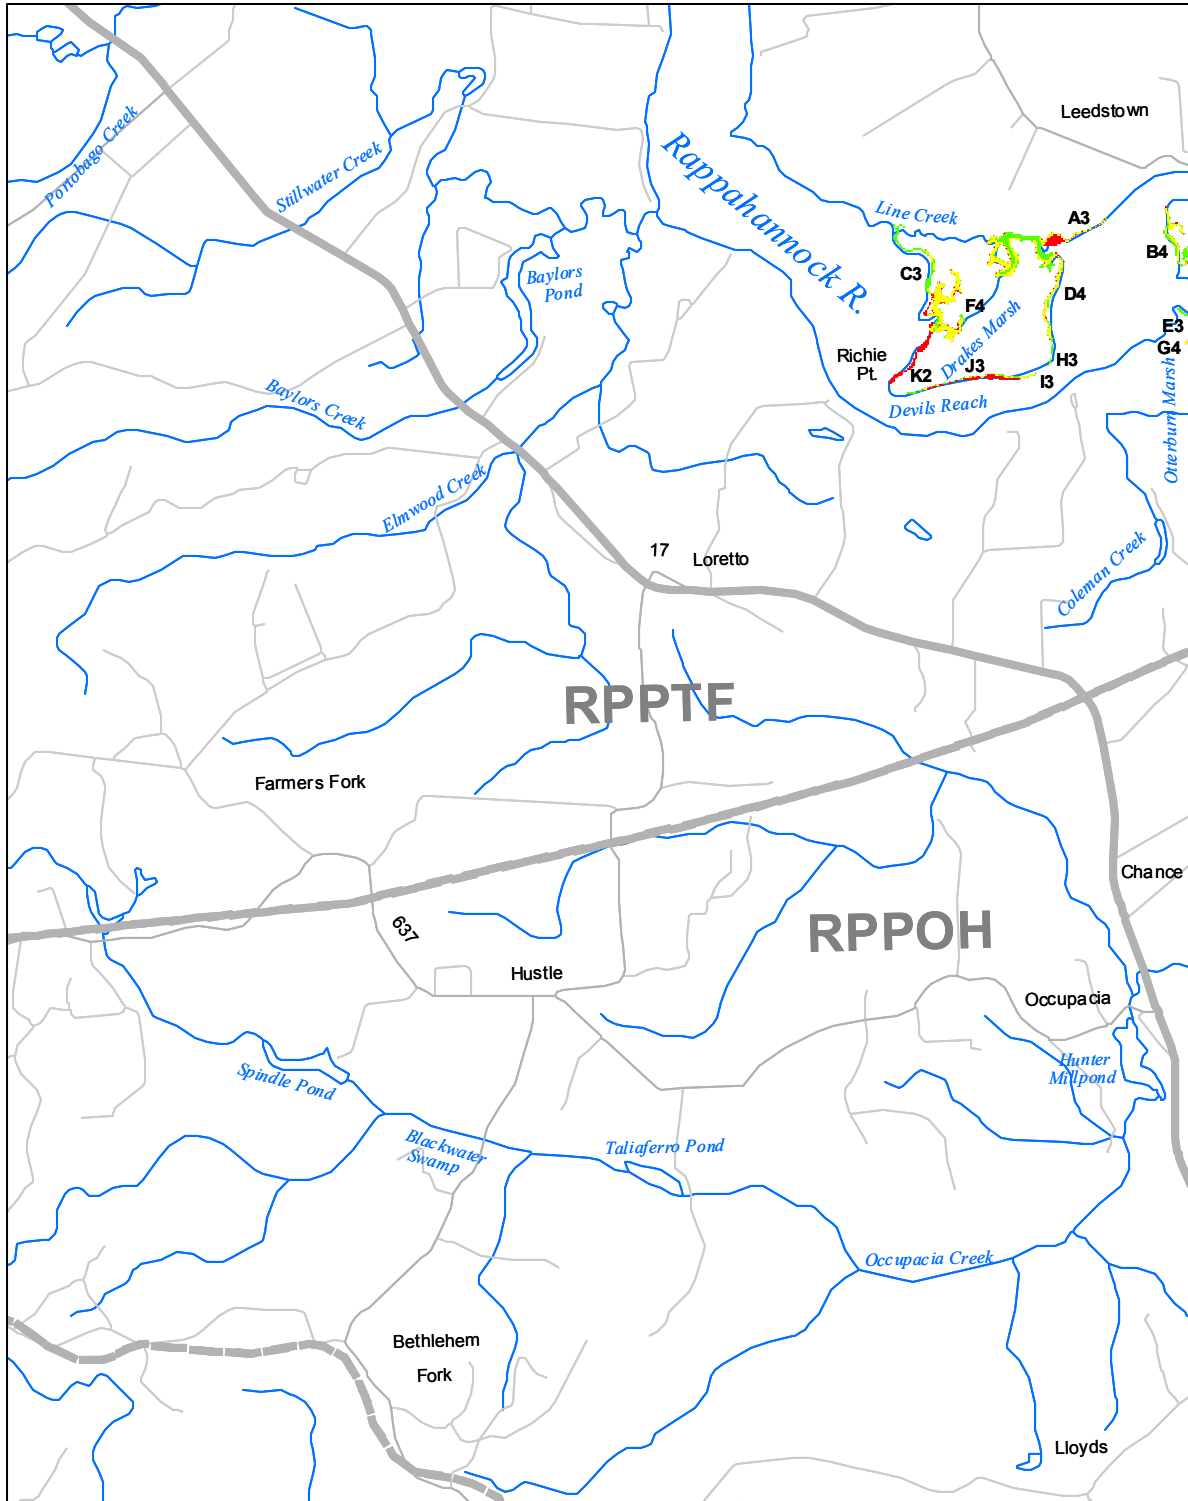 Leedstown
Portobago Creek
Stillwater Creek
Rappahannock R.
Line Creek
A3
B4
C3
Baylors
Pond
D4
F4
E3
G4
Drakes Marsh
Richie
Pt.
H3
J3
K2
I3
Devils Reach
Baylors Creek
Otterburn Marsh
Elmwood Creek
17
Loretto
Coleman Creek
RPPTF
Farmers Fork
Chance
637
RPPOH
Hustle
Occupacia
Spindle Pond
Hunter
Millpond
Blackwater
Swamp
Taliaferro Pond
Occupacia Creek
Bethlehem
Fork
Lloyds